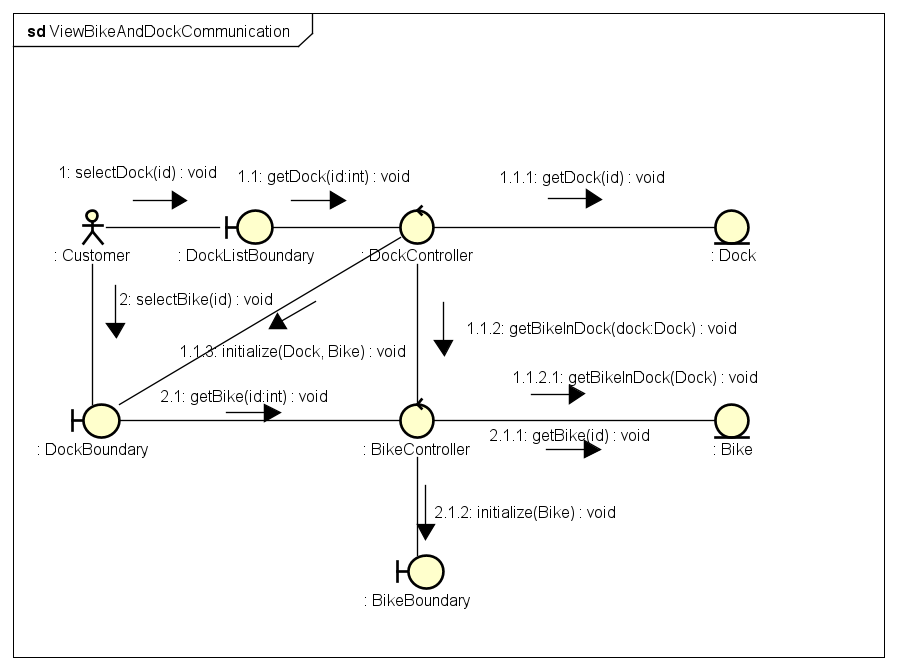 sd ViewBikeAndDockCommunication
1: selectDock(id) : void
1.1: getDock(id:int) : void
1.1.1: getDock(id) : void
: Customer
: DockListBoundary
: DockController
: Dock
2: selectBike(id) : void
1.1.2: getBikeInDock(dock:Dock) : void
1.1.3: initialize(Dock, Bike) : void
1.1.2.1: getBikeInDock(Dock) : void
2.1: getBike(id:int) : void
2.1.1: getBike(id) : void
: DockBoundary
: BikeController
: Bike
2.1.2: initialize(Bike) : void
: BikeBoundary